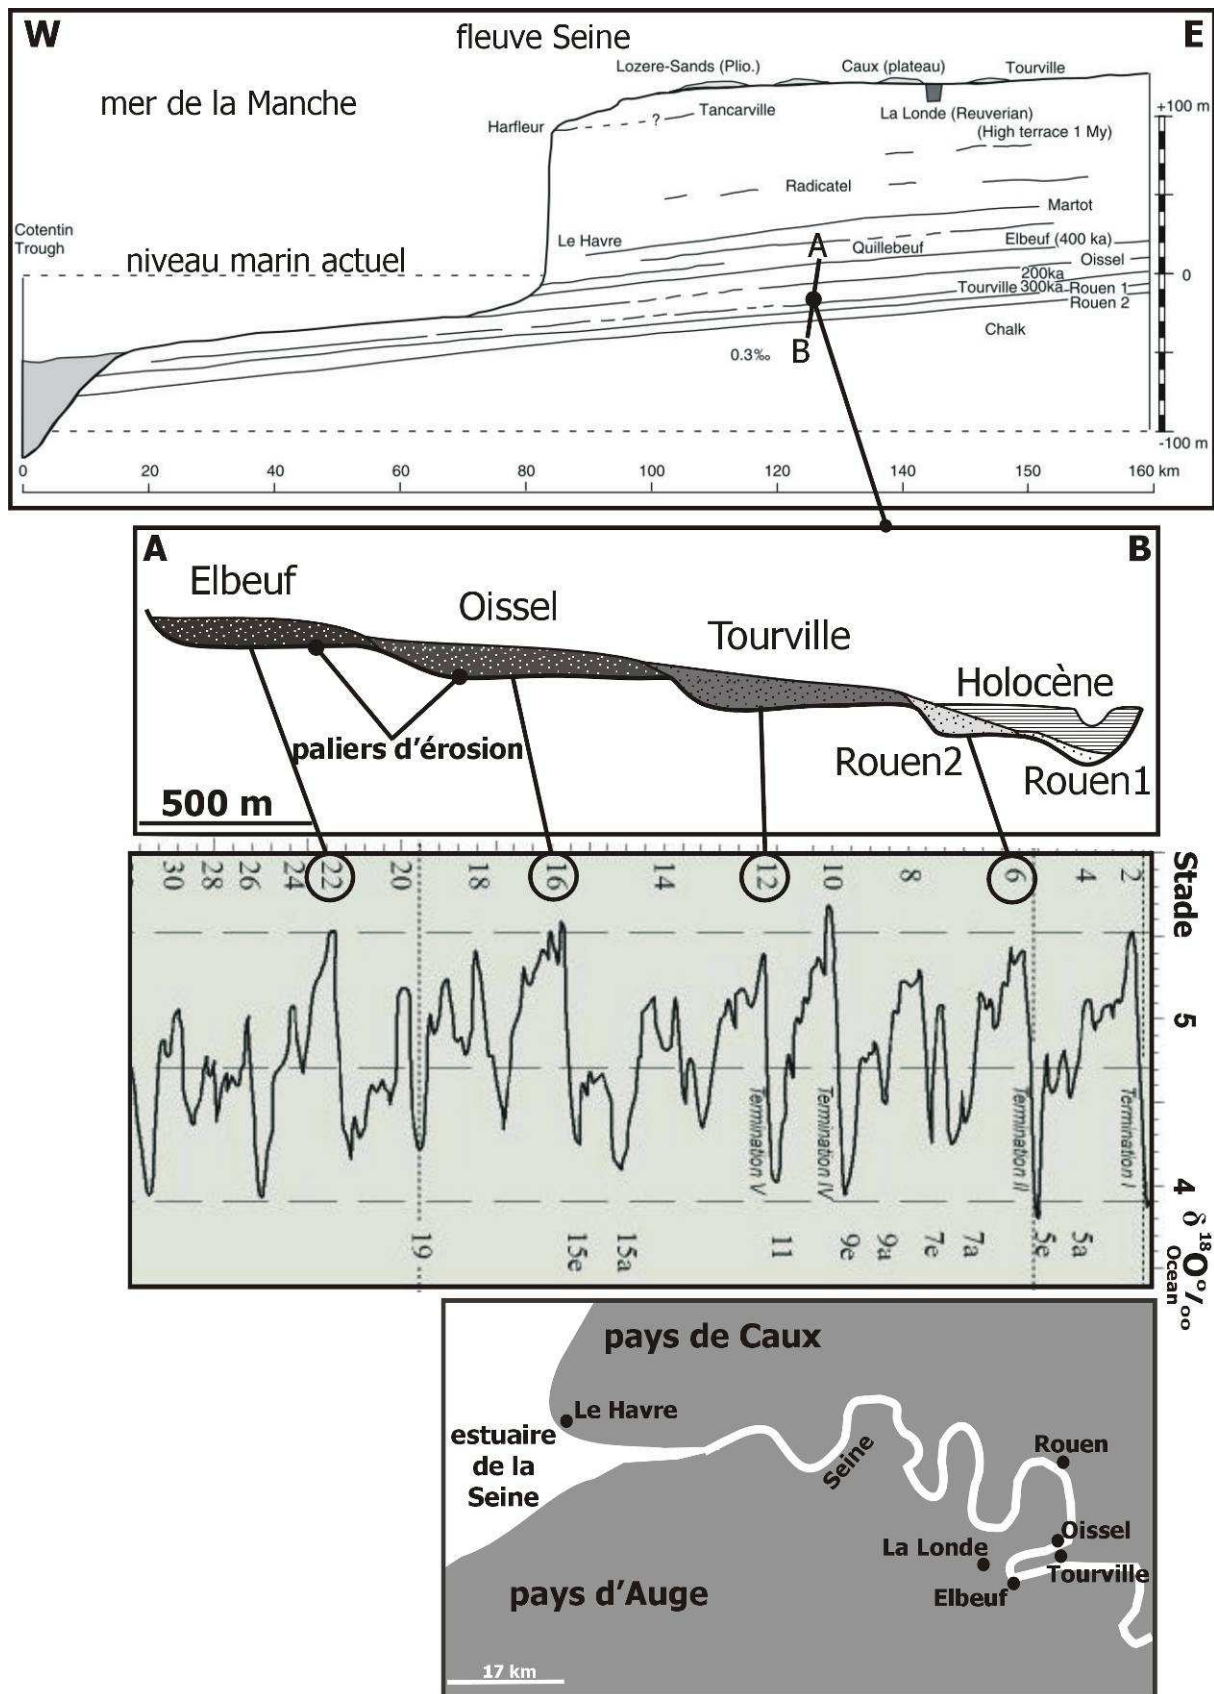 W
fleuve Seine
E
Lozere-Sands (Plio.)
Caux (plateau)
Tourville
mer de la Manche
+100 m
Harfleur
?
Tancarville
La Londe (Reuverian)
(High terrace 1 My)
Radicatel
Martot
Cotentin
Trough
Le Havre
A
Quillebeuf
Elbeuf (400 ka)
niveau marin actuel
Oissel
200ka
0
Tourville 300ka
Rouen 1
Rouen 2
B
Chalk
0.3‰
-100 m
0 20 40 60 80 100 120 140 150 160 km
A
B
Elbeuf
Oissel
Tourville
Holocène
paliers d'érosion
Rouen2
Rouen1
500 m
30 28 26 24 22 20 18 16 14 12 10 8 6 4 2
Stade
5
Termination V
Termination IV
Termination II
Termination I
4
19 15e 15a 11 9e 9a 7e 7a 5e 5a
δ 18O ‰
Ocean
pays de Caux
Le Havre
estuaire
de la
Seine
Seine
Rouen
Oissel
La Londe
Tourville
Elbeuf
pays d'Auge
17 km